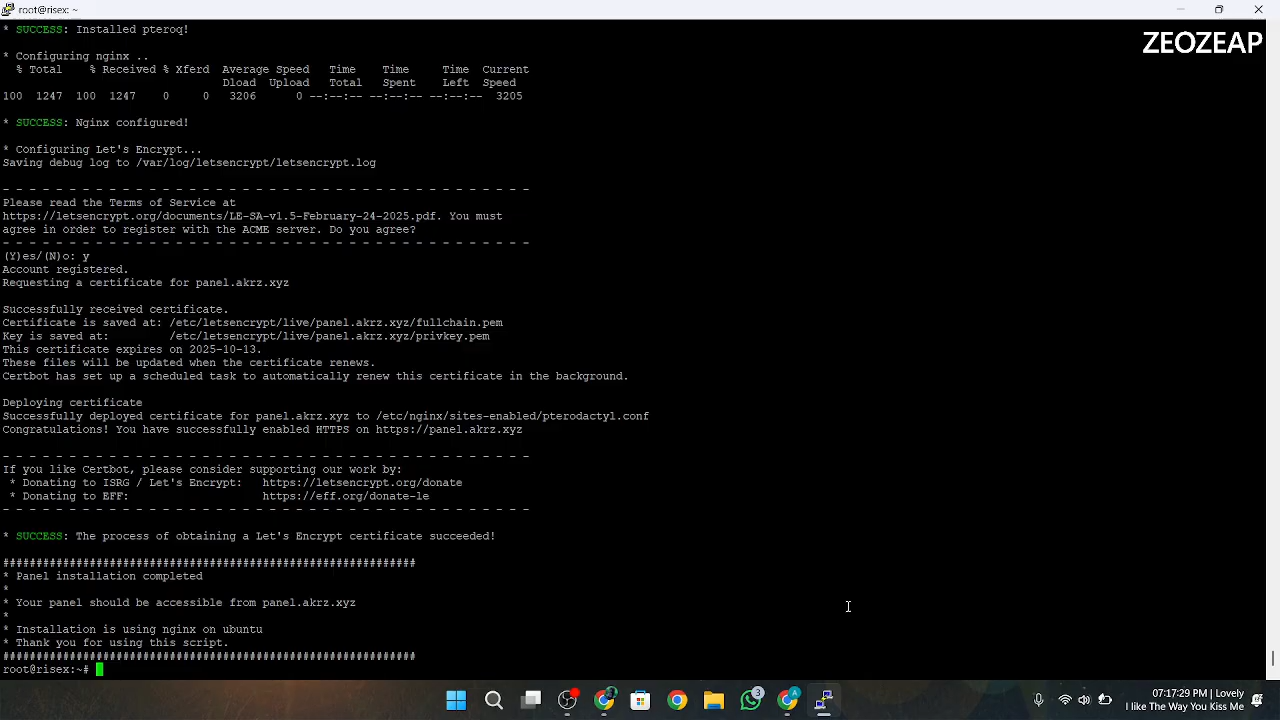 root@risex: ~
ZEOZEAP
* SUCCESS: Installed pteroq!
* Configuring nginx ..
% Total % Received % Xferd Average Speed Time Time Time Current
Dload Upload Total Spent Left Speed
100 1247 100 1247 0 0 3206 0 --:--:-- --:--:-- --:--:-- 3205
* SUCCESS: Nginx configured!
* Configuring Let's Encrypt...
Saving debug log to /var/log/letsencrypt/letsencrypt.log
- - - - - - - - - - - - - - - - - - - - - - - - - - - - - - - - - - - - - - - -
Please read the Terms of Service at
https://letsencrypt.org/documents/LE-SA-v1.5-February-24-2025.pdf. You must
agree in order to register with the ACME server. Do you agree?
- - - - - - - - - - - - - - - - - - - - - - - - - - - - - - - - - - - - - - - -
(Y)es/(N)o: y
Account registered.
Requesting a certificate for panel.akrz.xyz
Successfully received certificate.
Certificate is saved at: /etc/letsencrypt/live/panel.akrz.xyz/fullchain.pem
Key is saved at: /etc/letsencrypt/live/panel.akrz.xyz/privkey.pem
This certificate expires on 2025-10-13.
These files will be updated when the certificate renews.
Certbot has set up a scheduled task to automatically renew this certificate in the background.
Deploying certificate
Successfully deployed certificate for panel.akrz.xyz to /etc/nginx/sites-enabled/pterodactyl.conf
Congratulations! You have successfully enabled HTTPS on https://panel.akrz.xyz
- - - - - - - - - - - - - - - - - - - - - - - - - - - - - - - - - - - - - - - -
If you like Certbot, please consider supporting our work by:
* Donating to ISRG / Let's Encrypt: https://letsencrypt.org/donate
* Donating to EFF: https://eff.org/donate-le
- - - - - - - - - - - - - - - - - - - - - - - - - - - - - - - - - - - - - - - -
* SUCCESS: The process of obtaining a Let's Encrypt certificate succeeded!
##############################################################
* Panel installation completed
*
* Your panel should be accessible from panel.akrz.xyz
*
* Installation is using nginx on ubuntu
* Thank you for using this script.
##############################################################
root@risex:~#
3
A
07:17:29 PM | Lovely
I like The Way You Kiss Me